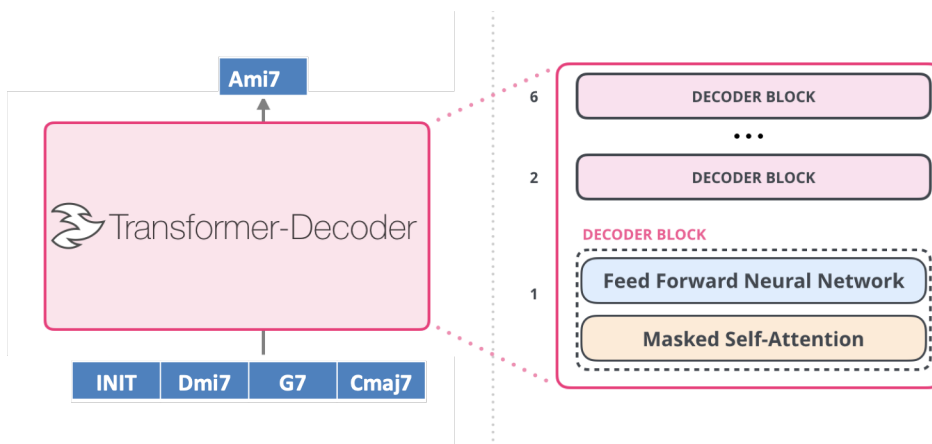 Ami7
Transformer-Decoder
INIT Dmi7 G7 Cmaj7
6 DECODER BLOCK
...
2 DECODER BLOCK
DECODER BLOCK
1
Feed Forward Neural Network
Masked Self-Attention